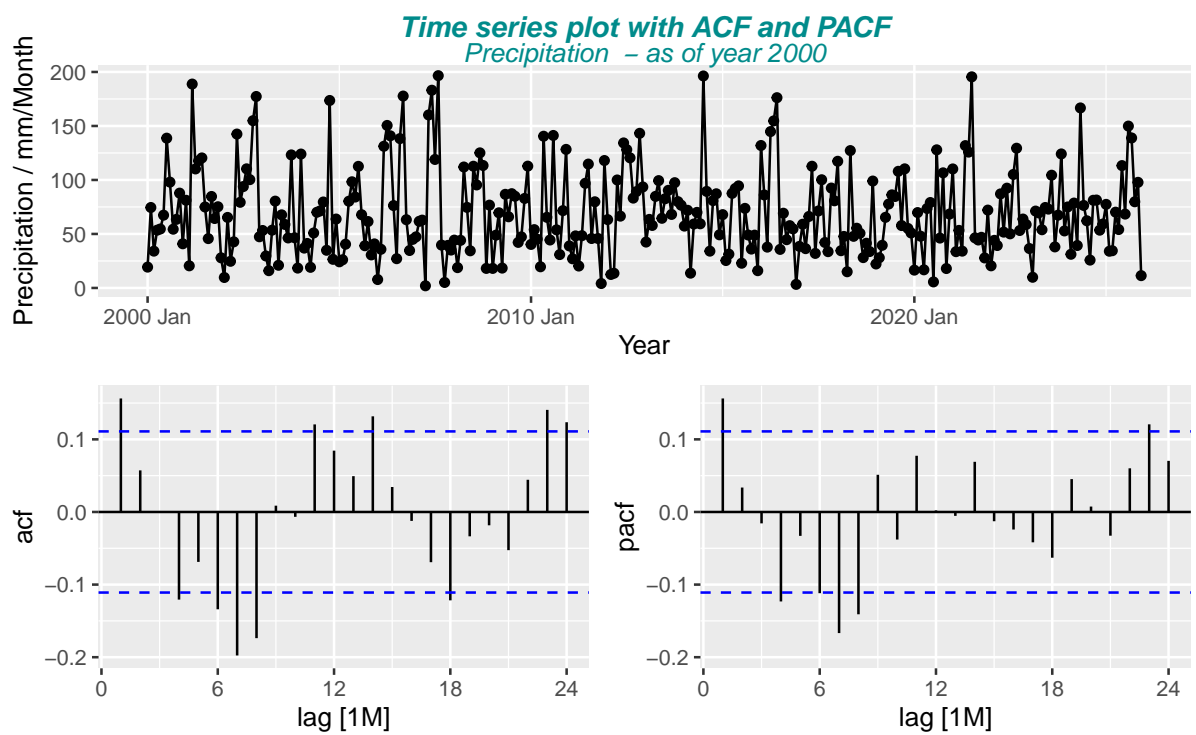 Time series plot with ACF and PACF
Precipitation – as of year 2000
Precipitation / mm/Month
200
150
100
50
0
2000 Jan
2010 Jan
2020 Jan
Year
acf
0.1
0.0
−0.1
−0.2
0
6
12
18
24
lag [1M]
pacf
0.1
0.0
−0.1
−0.2
0
6
12
18
24
lag [1M]